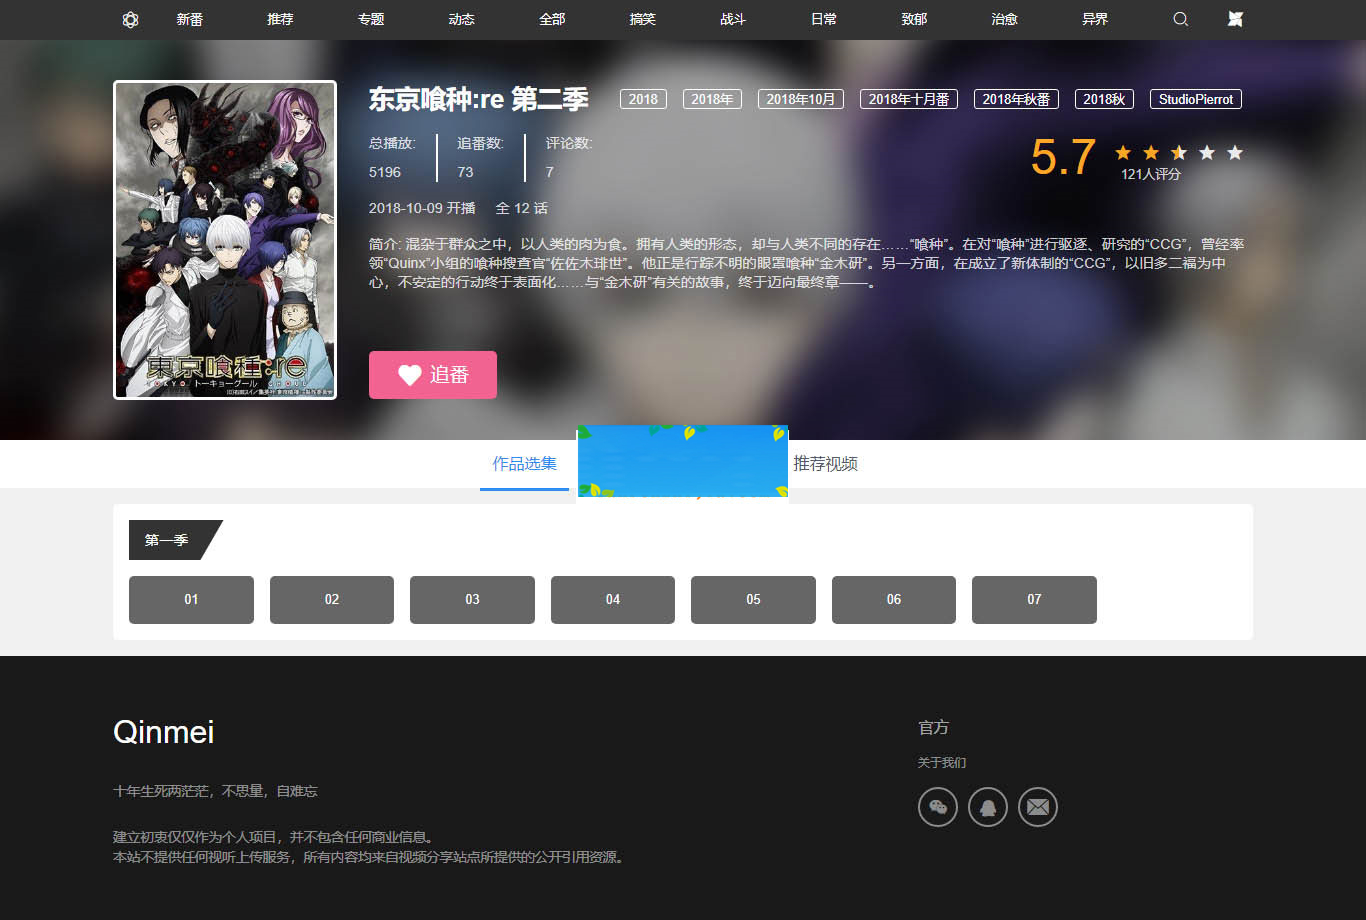 新番 推荐 专题 动态 全部 搞笑 战斗 日常 致郁 治愈 异界
东京喰种:re 第二季
2018 2018年 2018年10月 2018年十月番 2018年秋番 2018秋 StudioPierrot
总播放: 追番数: 评论数:
5196 73 7
5.7
121人评分
2018-10-09 开播 全 12 话
简介: 混杂于群众之中，以人类的肉为食。拥有人类的形态，却与人类不同的存在……“喰种”。在对“喰种”进行驱逐、研究的“CCG”，曾经率
领“Quinx”小组的喰种搜查官“佐佐木琲世”。他正是行踪不明的眼罩喰种“金木研”。另一方面，在成立了新体制的“CCG”，以旧多二福为中
心，不安定的行动终于表面化……与“金木研”有关的故事，终于迈向最终章——。
東京喰種:re
TOKYO トーキョーグール GHOUL
追番
作品选集 推荐视频
第一季
01 02 03 04 05 06 07
Qinmei
十年生死两茫茫，不思量，自难忘
建立初衷仅仅作为个人项目，并不包含任何商业信息。
本站不提供任何视听上传服务，所有内容均来自视频分享站点所提供的公开引用资源。
官方
关于我们